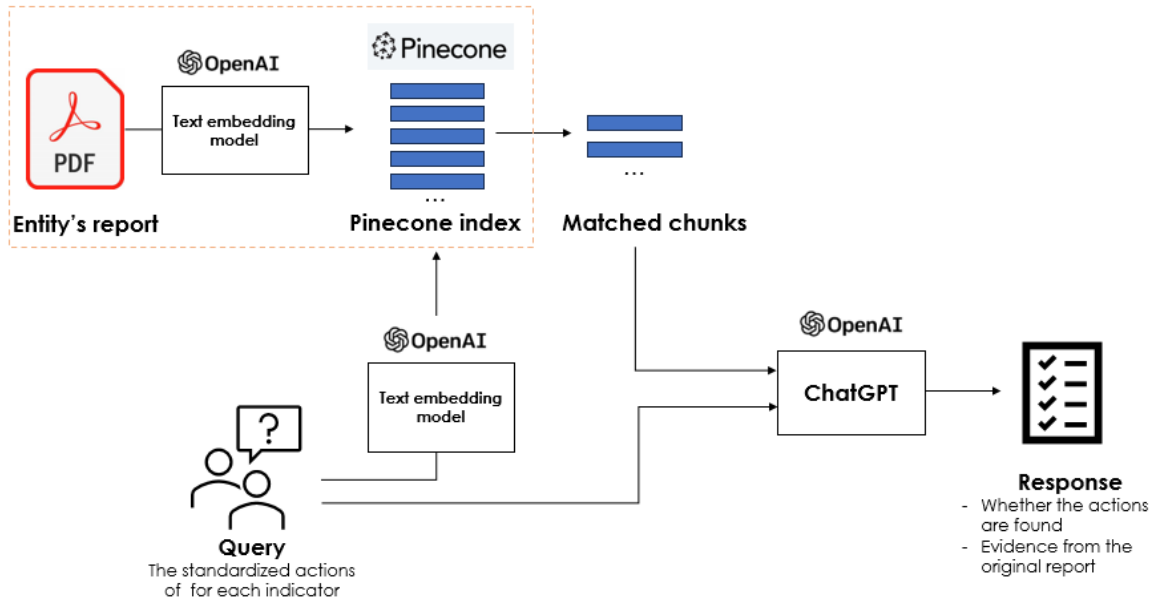 OpenAI
Pinecone
PDF
Text embedding
model
...
...
Entity's report
Pinecone index
Matched chunks
OpenAI
Text embedding
model
OpenAI
ChatGPT
?
Query
The standardized actions
of for each indicator
Response
- Whether the actions
are found
- Evidence from the
original report